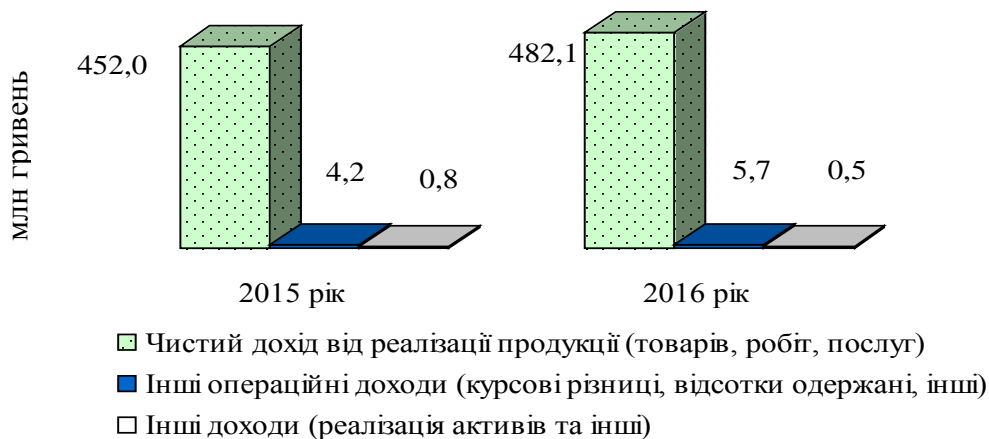 млн гривень
452,0
4,2
0,8
482,1
5,7
0,5
2015 рік
2016 рік
Чистий дохід від реалізації продукції (товарів, робіт, послуг)
Інші операційні доходи (курсові різниці, відсотки одержані, інші)
Інші доходи (реалізація активів та інші)